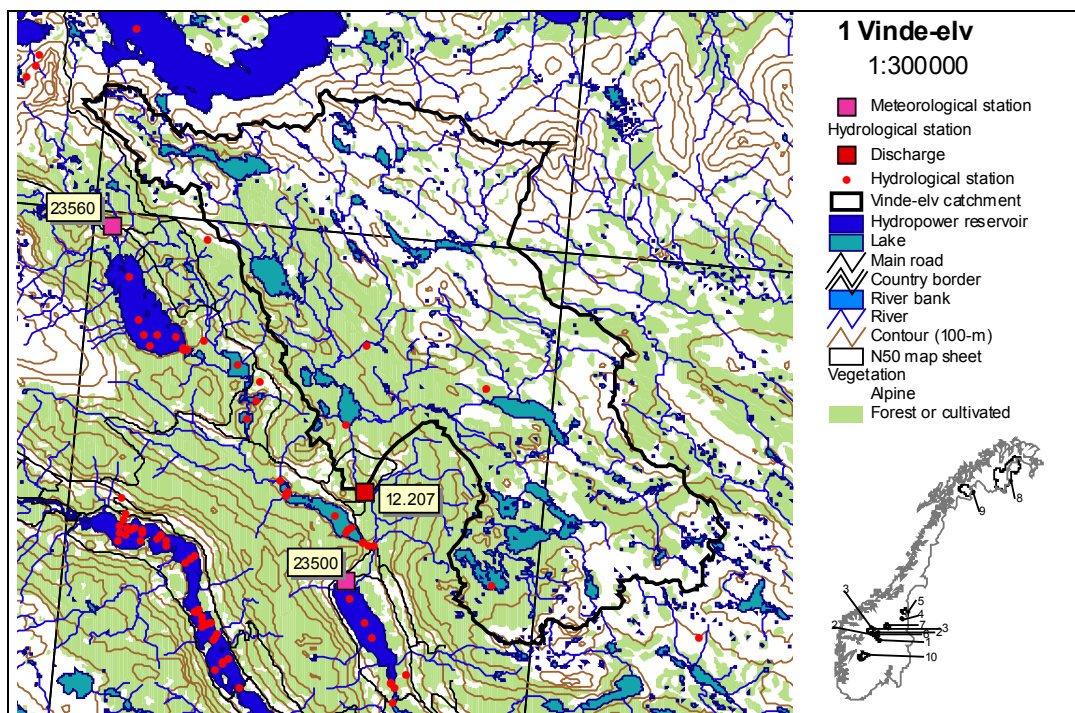 1 Vinde-elv
1:300000
Meteorological station
Hydrological station
Discharge
Hydrological station
Vinde-elv catchment
Hydropower reservoir
Lake
Main road
Country border
River bank
River
Contour (100-m)
N50 map sheet
Vegetation
Alpine
Forest or cultivated
23560
12.207
23500
8
9
3
5
4
7
3
2
6
2
1
10